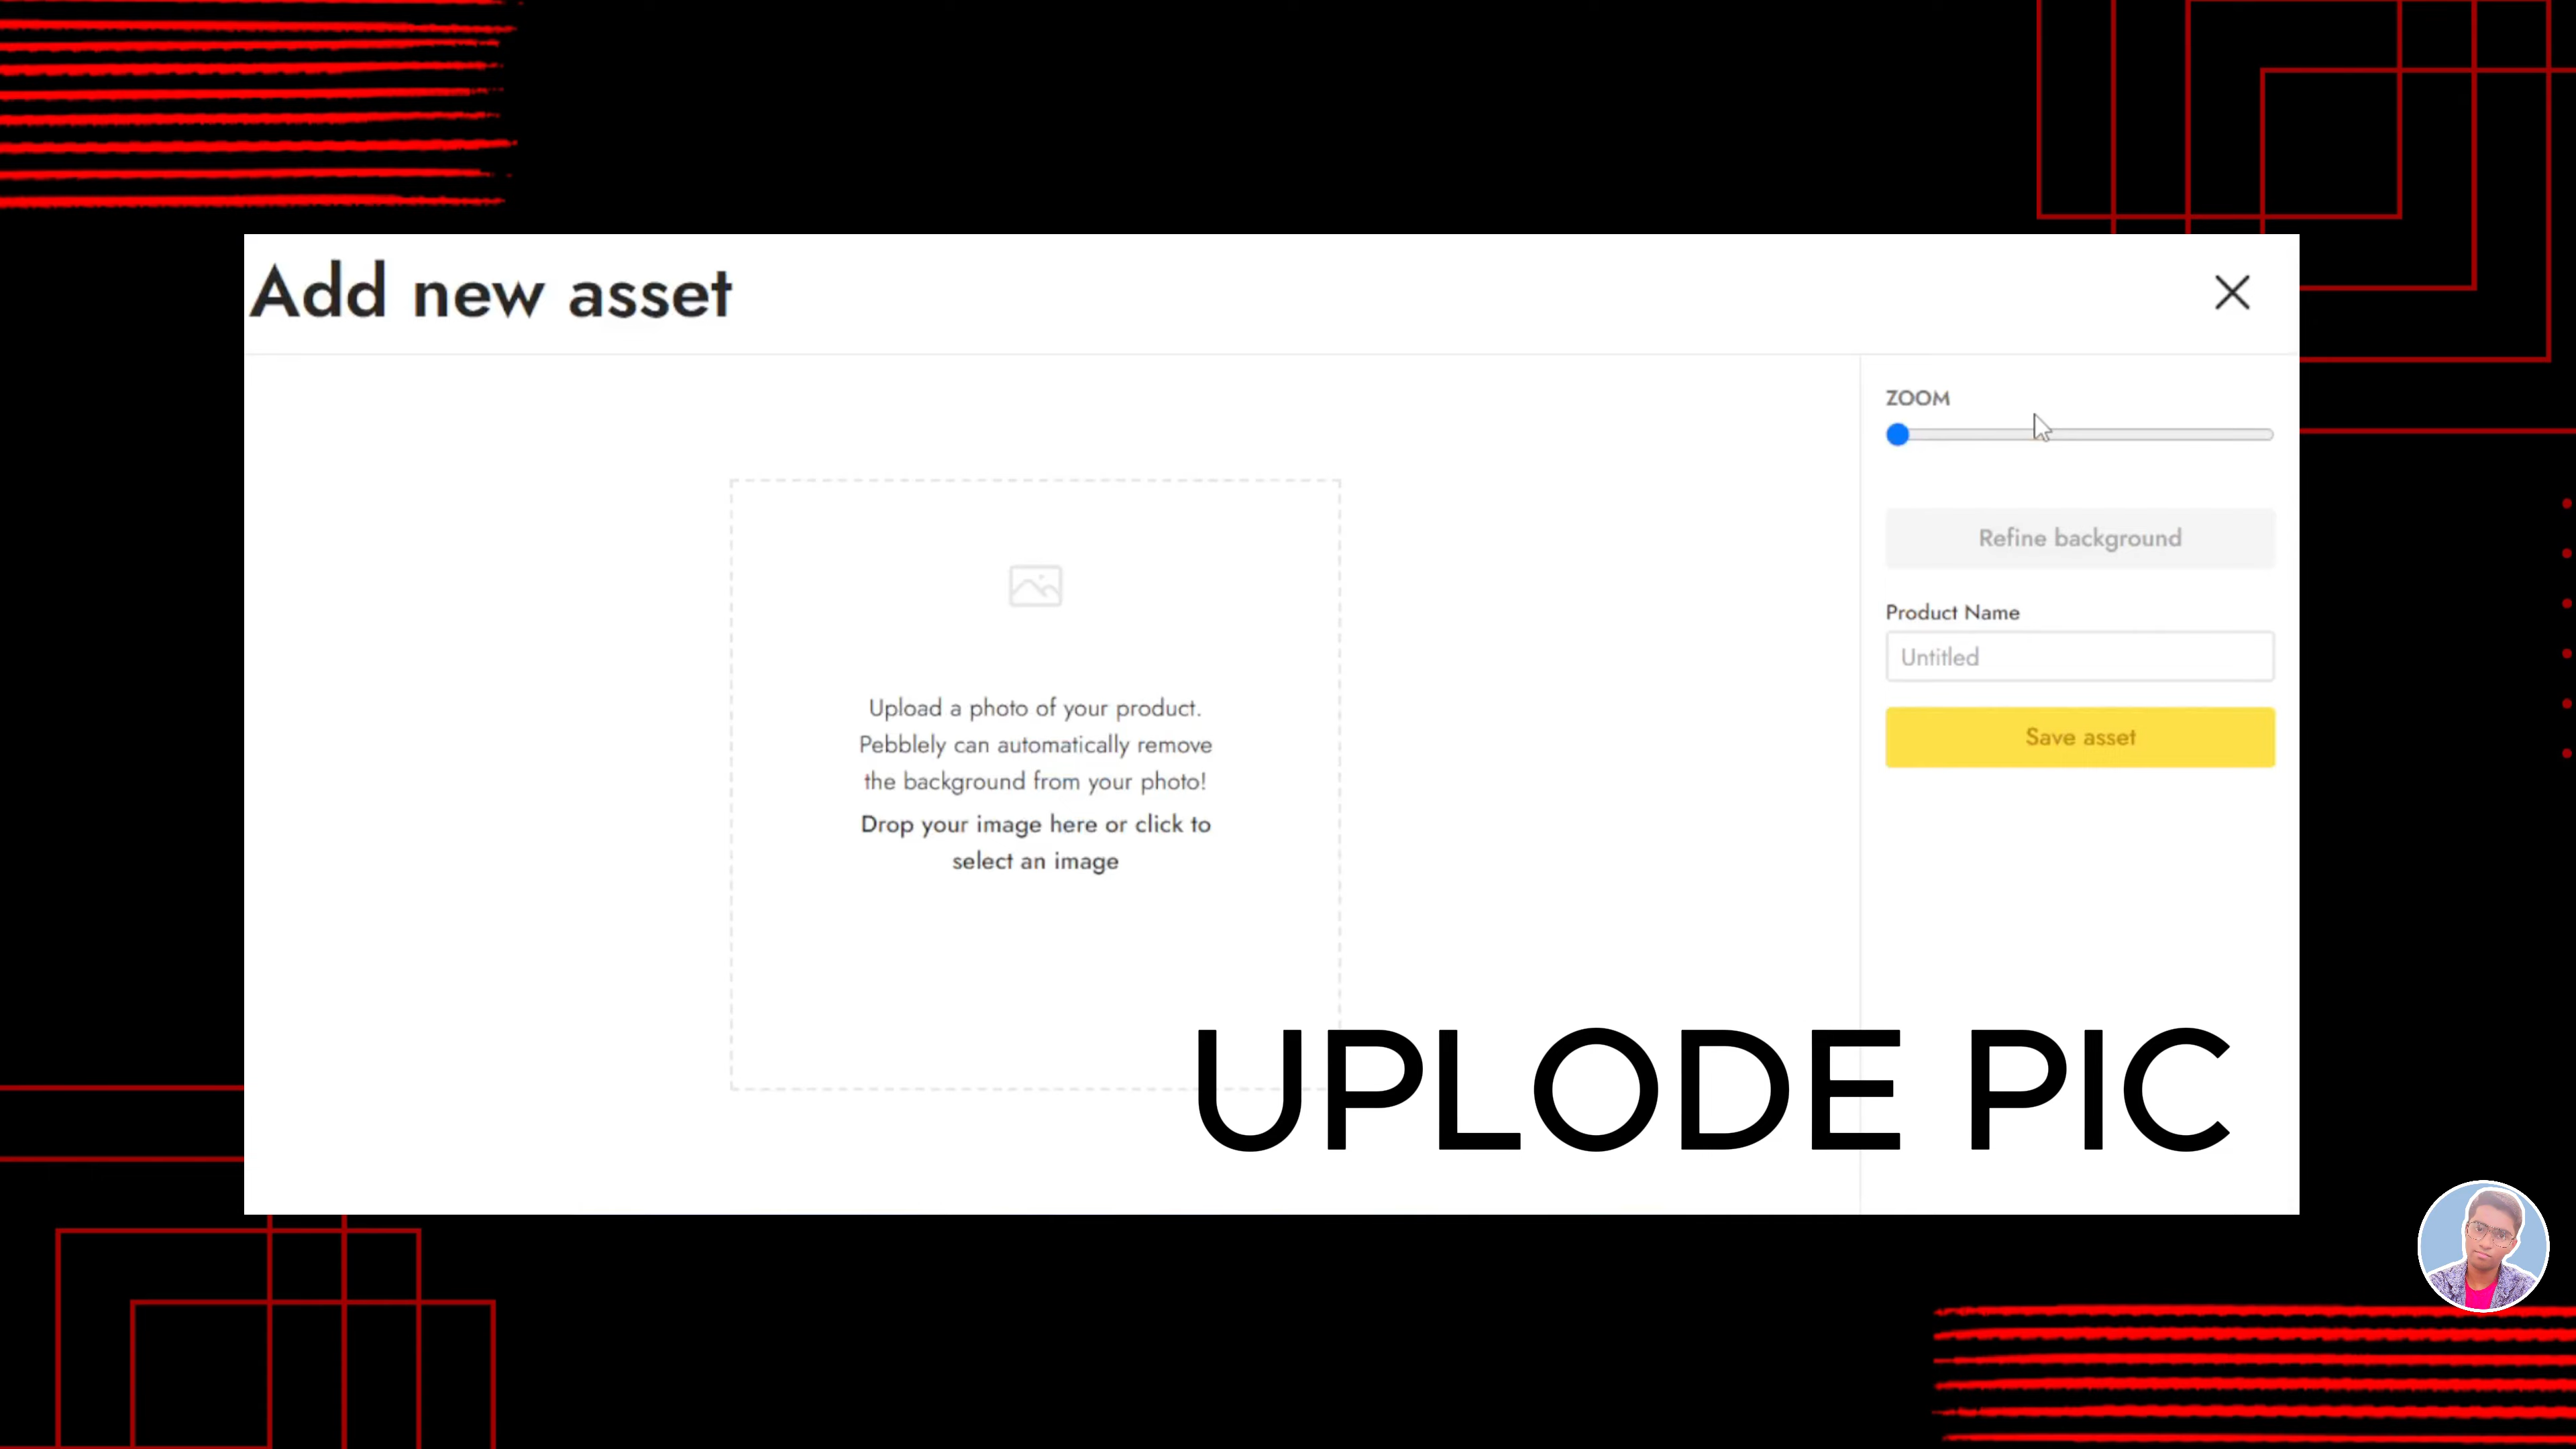 Add new asset
ZOOM
Refine background
Product Name
Untitled
Save asset
Upload a photo of your product.
Pebblely can automatically remove
the background from your photo!
Drop your image here or click to
select an image
UPLODE PIC